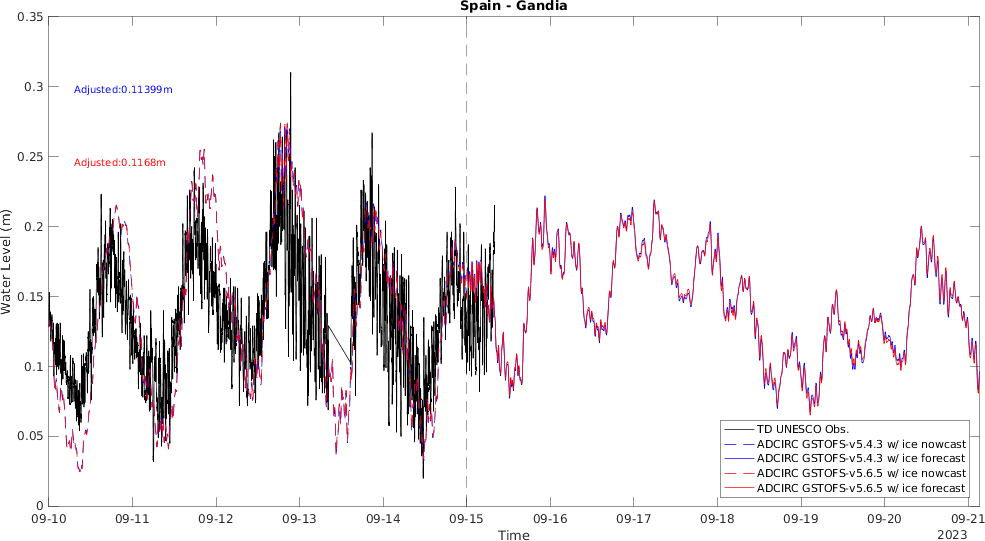 Spain - Gandia
0.35
0.3
0.25
0.2
0.15
0.1
0.05
0
Water Level (m)
Adjusted:0.11399m
Adjusted:0.1168m
TD UNESCO Obs.
ADCIRC GSTOFS-v5.4.3 w/ ice nowcast
ADCIRC GSTOFS-v5.4.3 w/ ice forecast
ADCIRC GSTOFS-v5.6.5 w/ ice nowcast
ADCIRC GSTOFS-v5.6.5 w/ ice forecast
09-10 09-11 09-12 09-13 09-14 09-15 09-16 09-17 09-18 09-19 09-20 09-21
Time
2023